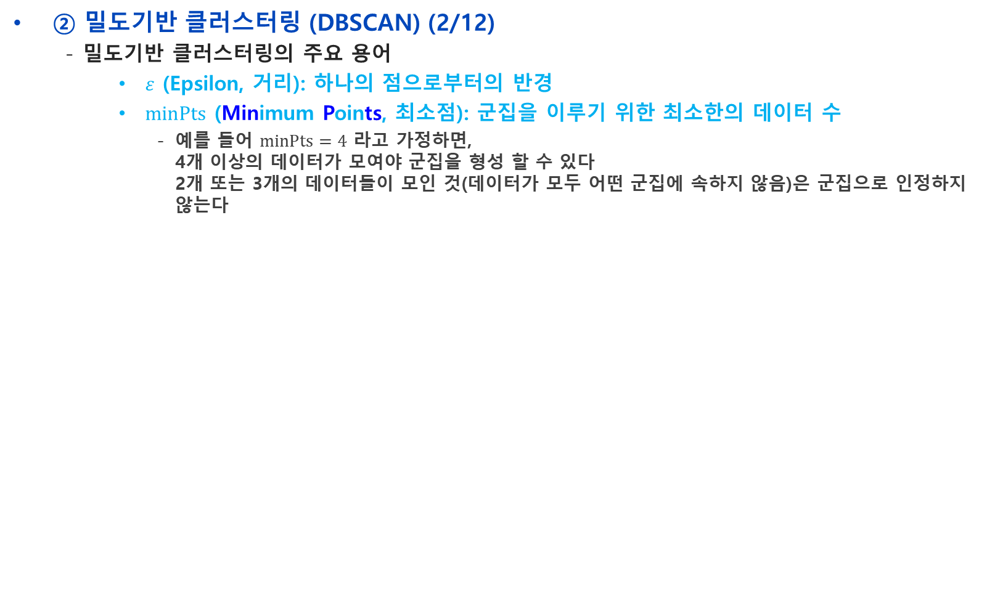 • ② 밀도기반 클러스터링 (DBSCAN) (2/12)
- 밀도기반 클러스터링의 주요 용어
• ε (Epsilon, 거리): 하나의 점으로부터의 반경
• minPts (Minimum Points, 최소점): 군집을 이루기 위한 최소한의 데이터 수
- 예를 들어 minPts = 4 라고 가정하면,
4개 이상의 데이터가 모여야 군집을 형성 할 수 있다
2개 또는 3개의 데이터들이 모인 것(데이터가 모두 어떤 군집에 속하지 않음)은 군집으로 인정하지
않는다